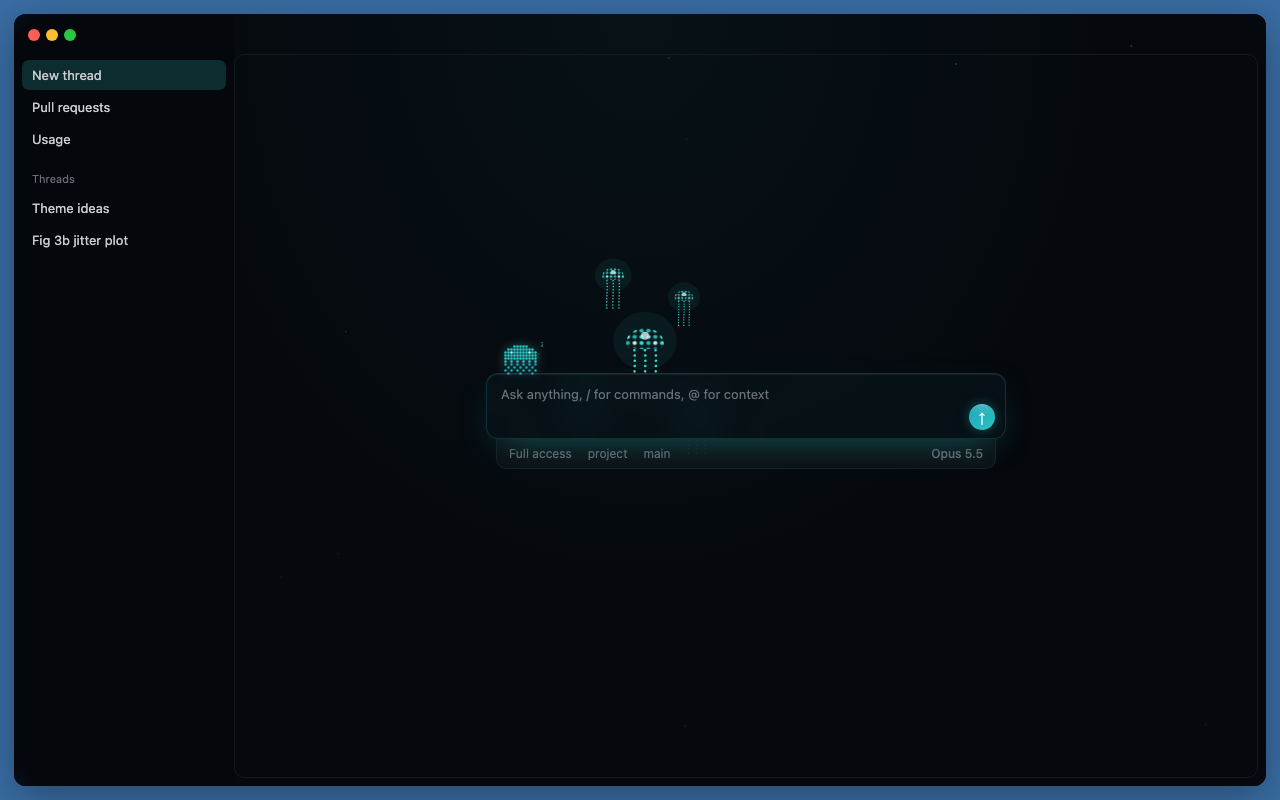 New thread
Pull requests
Usage
Threads
Theme ideas
Fig 3b jitter plot
Ask anything, / for commands, @ for context
↑
Full access project main Opus 5.5